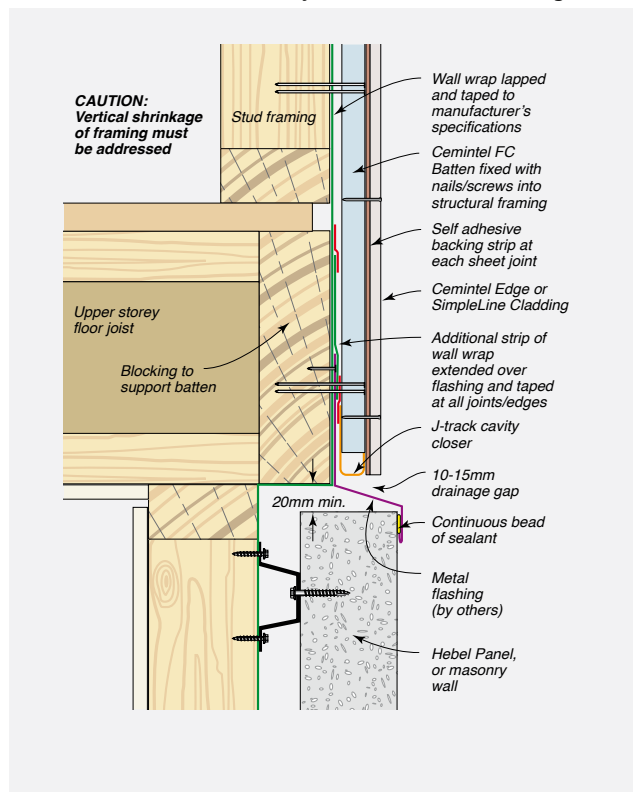 CAUTION:
Vertical shrinkage
of framing must
be addressed
Stud framing
Wall wrap lapped
and taped to
manufacturer's
specifications
Cemintel FC
Batten fixed with
nails/screws into
structural framing
Self adhesive
backing strip at
each sheet joint
Cemintel Edge or
SimpleLine Cladding
Upper storey
floor joist
Blocking to
support batten
Additional strip of
wall wrap
extended over
flashing and taped
at all joints/edges
J-track cavity
closer
10-15mm
drainage gap
20mm min.
Continuous bead
of sealant
Metal
flashing
(by others)
Hebel Panel,
or masonry
wall